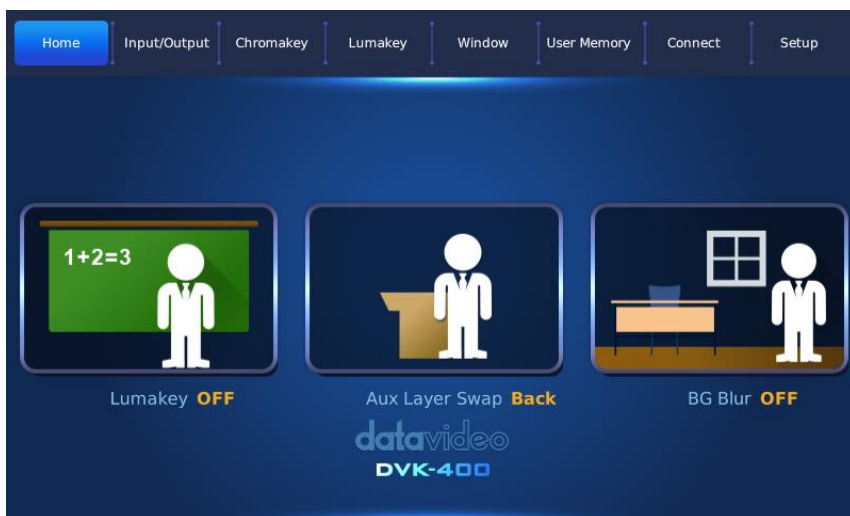 Home Input/Output Chromakey Lumakey Window User Memory Connect Setup
1+2=3
Lumakey OFF Aux Layer Swap Back BG Blur OFF
datavideo
DVK-400